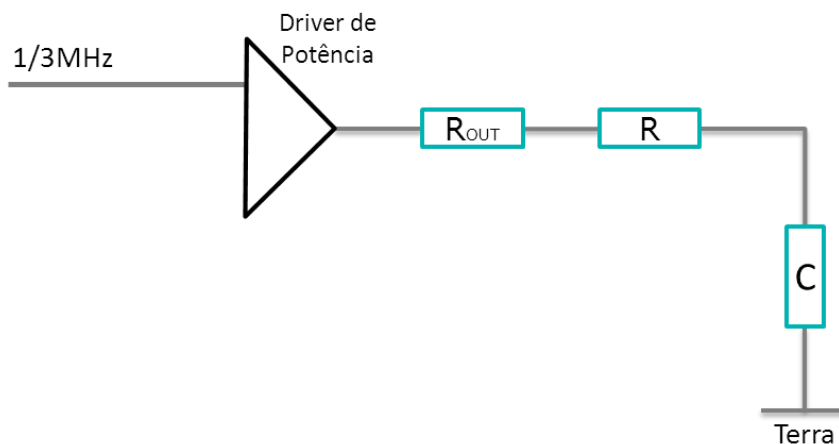 Driver de
Potência
1/3MHz
ROUT
R
C
Terra